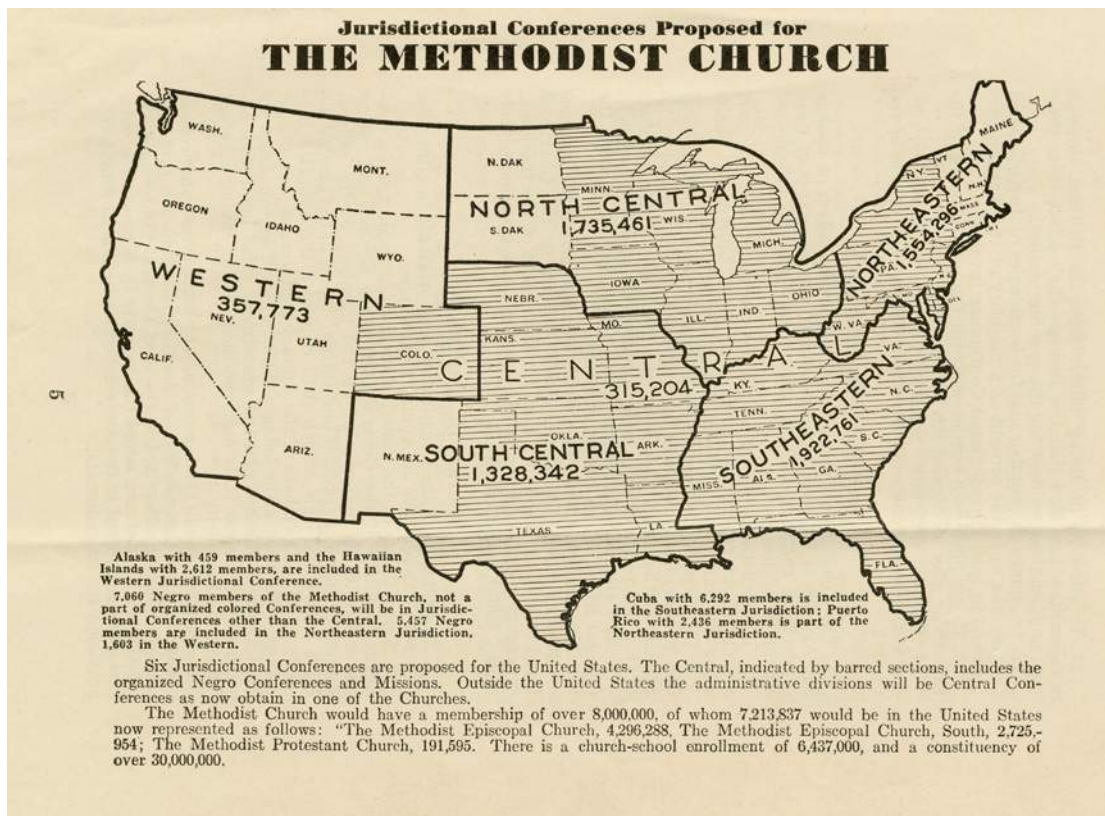 Jurisdictional Conferences Proposed for
THE METHODIST CHURCH
WASH.
MONT.
OREGON
IDAHO
WYO.
N. DAK
S. DAK
MINN.
NORTH CENTRAL
1,735,461
WIS.
MICH.
MAINE
N.Y.
VT
N.H
MASS
CONN.
R.I.
NORTHEASTERN
1,554,296
PA.
WESTERN
357,773
NEV.
CALIF.
UTAH
COLO.
ARIZ.
NEBR.
IOWA
ILL.
IND
OHIO
W. VA.
VA.
DEL
KANS.
MO.
CENTRAL
315,204
KY.
TENN.
N.C.
S.C.
SOUTHEASTERN
1,922,761
MISS.
ALA.
GA.
FLA.
N. MEX.
SOUTH CENTRAL
1,328,342
OKLA.
ARK.
TEXAS
LA
5
Alaska with 459 members and the Hawaiian
Islands with 2,612 members, are included in the
Western Jurisdictional Conference.
7,060 Negro members of the Methodist Church, not a
part of organized colored Conferences, will be in Jurisdic-
tional Conferences other than the Central. 5,457 Negro
members are included in the Northeastern Jurisdiction,
1,603 in the Western.
Cuba with 6,292 members is included
in the Southeastern Jurisdiction; Puerto
Rico with 2,436 members is part of the
Northeastern Jurisdiction.
Six Jurisdictional Conferences are proposed for the United States. The Central, indicated by barred sections, includes the
organized Negro Conferences and Missions. Outside the United States the administrative divisions will be Central Con-
ferences as now obtain in one of the Churches.
The Methodist Church would have a membership of over 8,000,000, of whom 7,213,837 would be in the United States
now represented as follows: "The Methodist Episcopal Church, 4,296,288, The Methodist Episcopal Church, South, 2,725,-
954; The Methodist Protestant Church, 191,595. There is a church-school enrollment of 6,437,000, and a constituency of
over 30,000,000.